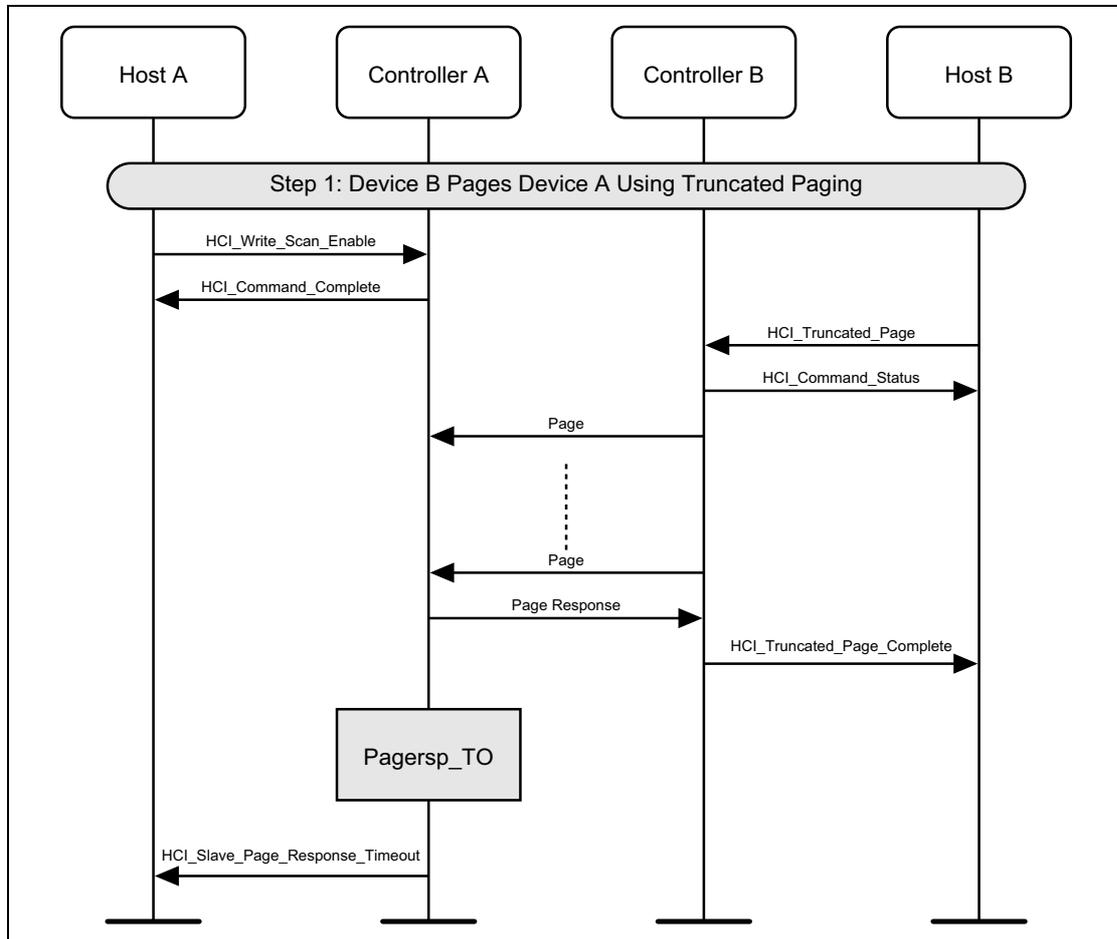 Host A
Controller A
Controller B
Host B
Step 1: Device B Pages Device A Using Truncated Paging
HCI_Write_Scan_Enable
HCI_Command_Complete
HCI_Truncated_Page
HCI_Command_Status
Page
Page
Page Response
HCI_Truncated_Page_Complete
Pagersp_TO
HCI_Slave_Page_Response_Timeout